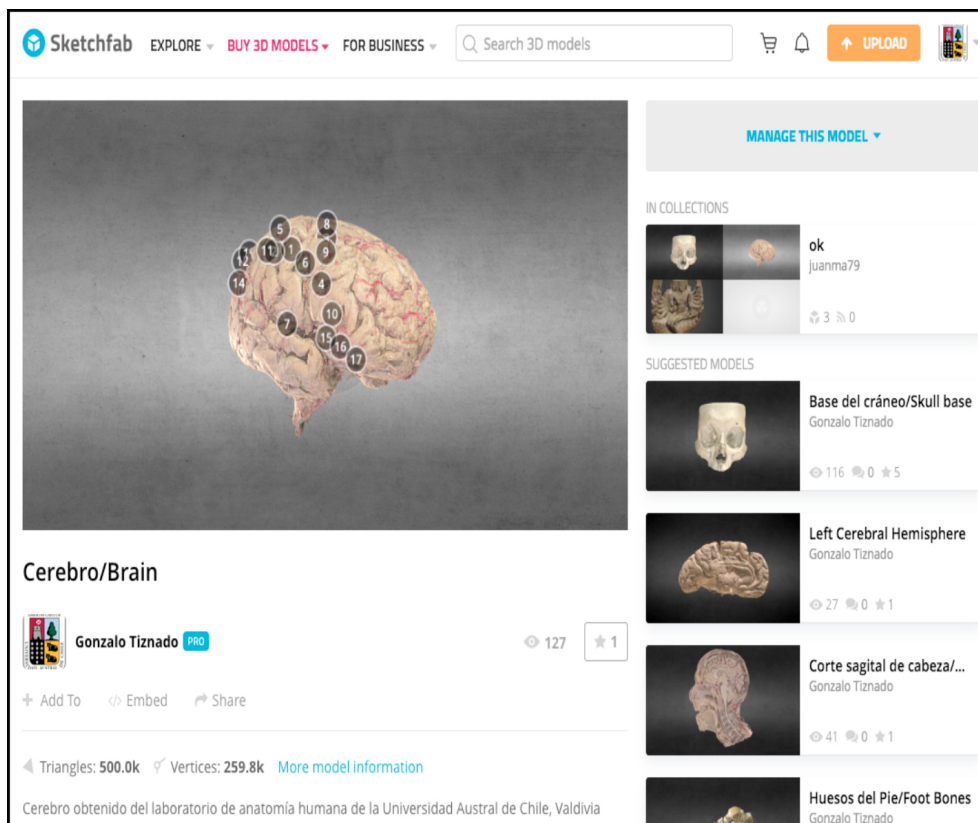 Sketchfab EXPLORE BUY 3D MODELS FOR BUSINESS Search 3D models UPLOAD
5
8
11 1 9
12
6
14 4
10
7
15
16
17
MANAGE THIS MODEL
IN COLLECTIONS
ok
juanma79
3 0
SUGGESTED MODELS
Base del cráneo/Skull base
Gonzalo Tiznado
116 0 5
Left Cerebral Hemisphere
Gonzalo Tiznado
27 0 1
Corte sagital de cabeza/...
Gonzalo Tiznado
41 0 1
Huesos del Pie/Foot Bones
Gonzalo Tiznado
Cerebro/Brain
Gonzalo Tiznado PRO 127 1
Add To Embed Share
Triangles: 500.0k Vertices: 259.8k More model information
Cerebro obtenido del laboratorio de anatomía humana de la Universidad Austral de Chile, Valdivia